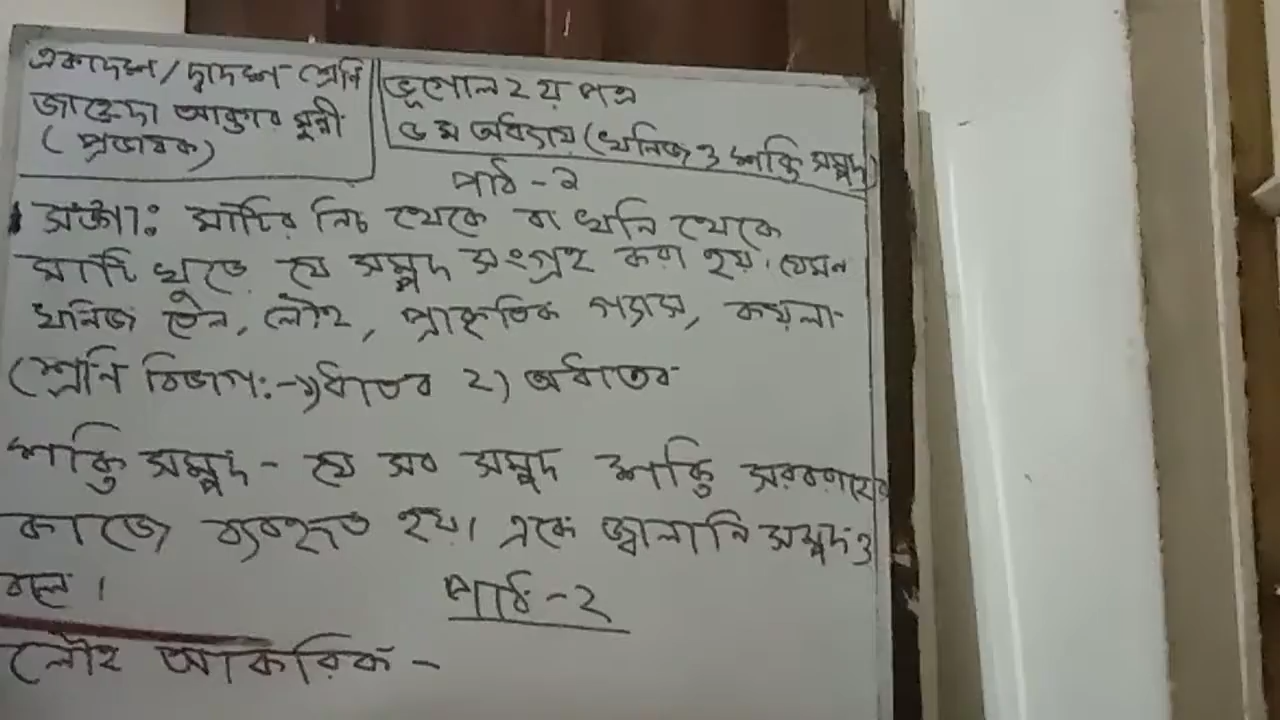 একাদশ/দ্বাদশ শ্রেণি
জাহেদা আক্তার মুন্নী
(প্রভাষক)
ভূগোল ২য় পত্র
৬ষ্ঠ অধ্যায় (খনিজ ও শক্তি সম্পদ)
পাঠ - ১
সজ্ঞা: মাটির নিচ থেকে বা খনি থেকে
মাটি খুড়ে যে সম্পদ সংগ্রহ করা হয়। যেমন
খনিজ তৈল, লৌহ, প্রাকৃতিক গ্যাস, কয়লা
শ্রেণি বিভাগ:- ১) ধাতব ২) অধাতব
শক্তি সম্পদ - যে সব সম্পদ শক্তি সরবরাহের
কাজে ব্যবহৃত হয়। একে জ্বালানি সম্পদও
বলে।
পাঠ - ২
লৌহ আকরিক -